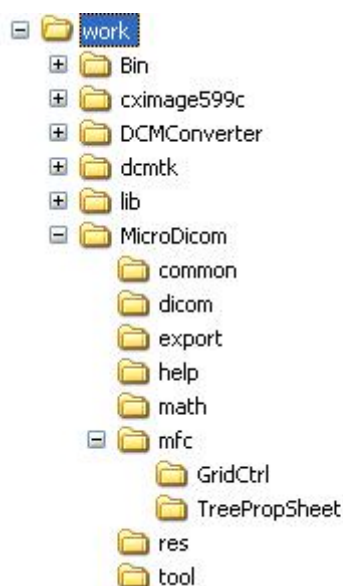 work
Bin
cximage599c
DCMConverter
dcmtk
lib
MicroDicom
common
dicom
export
help
math
mfc
GridCtrl
TreePropSheet
res
tool